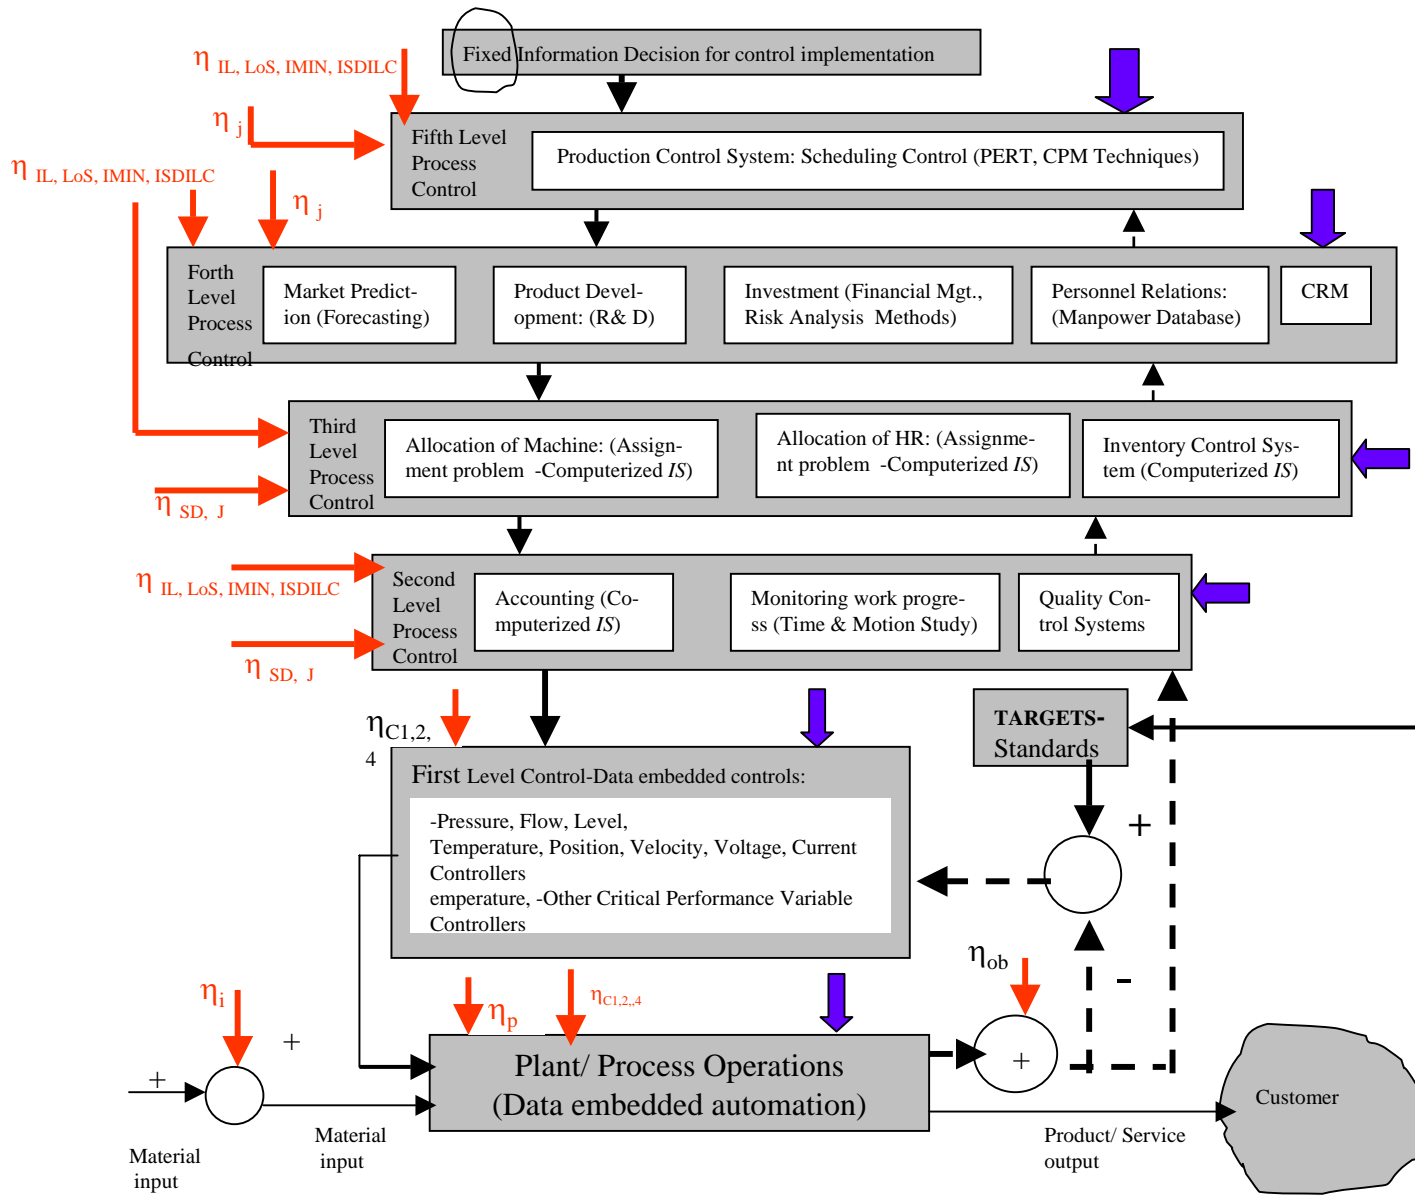 Fixed Information Decision for control implementation
η IL, LoS, IMIN, ISDILC
η j
Fifth Level
Process
Control
Production Control System: Scheduling Control (PERT, CPM Techniques)
η IL, LoS, IMIN, ISDILC
η j
Forth
Level
Process
Control
Market Predict-
ion (Forecasting)
Product Devel-
opment: (R& D)
Investment (Financial Mgt.,
Risk Analysis Methods)
Personnel Relations:
(Manpower Database)
CRM
Third
Level
Process
Control
Allocation of Machine: (Assign-
ment problem -Computerized IS)
Allocation of HR: (Assignme-
nt problem -Computerized IS)
Inventory Control Sys-
tem (Computerized IS)
η SD, J
η IL, LoS, IMIN, ISDILC
Second
Level
Process
Control
Accounting (Co-
mputerized IS)
Monitoring work progre-
ss (Time & Motion Study)
Quality Con-
trol Systems
η SD, J
ηC1,2,
4
TARGETS-
Standards
First Level Control-Data embedded controls:
-Pressure, Flow, Level,
Temperature, Position, Velocity, Voltage, Current
Controllers
emperature, -Other Critical Performance Variable
Controllers
+
-
ηob
ηi
ηp
ηC1,2,,4
+
+
+
Plant/ Process Operations
(Data embedded automation)
Customer
Material
input
Material
input
Product/ Service
output